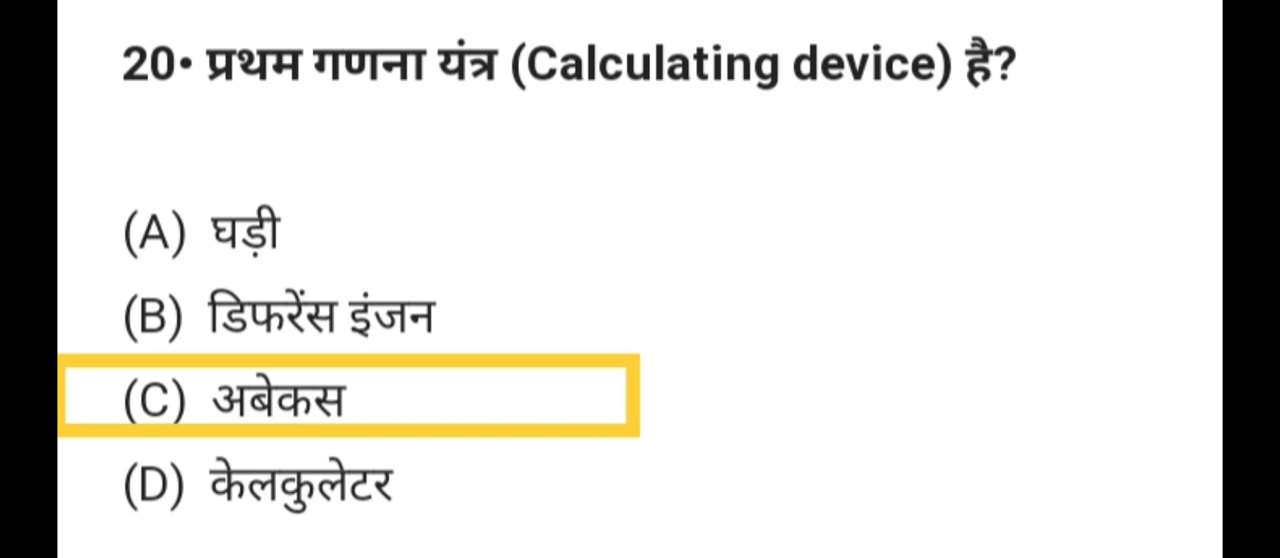 20• प्रथम गणना यंत्र (Calculating device) है?
(A) घड़ी
(B) डिफरेंस इंजन
(C) अबेकस
(D) केलकुलेटर